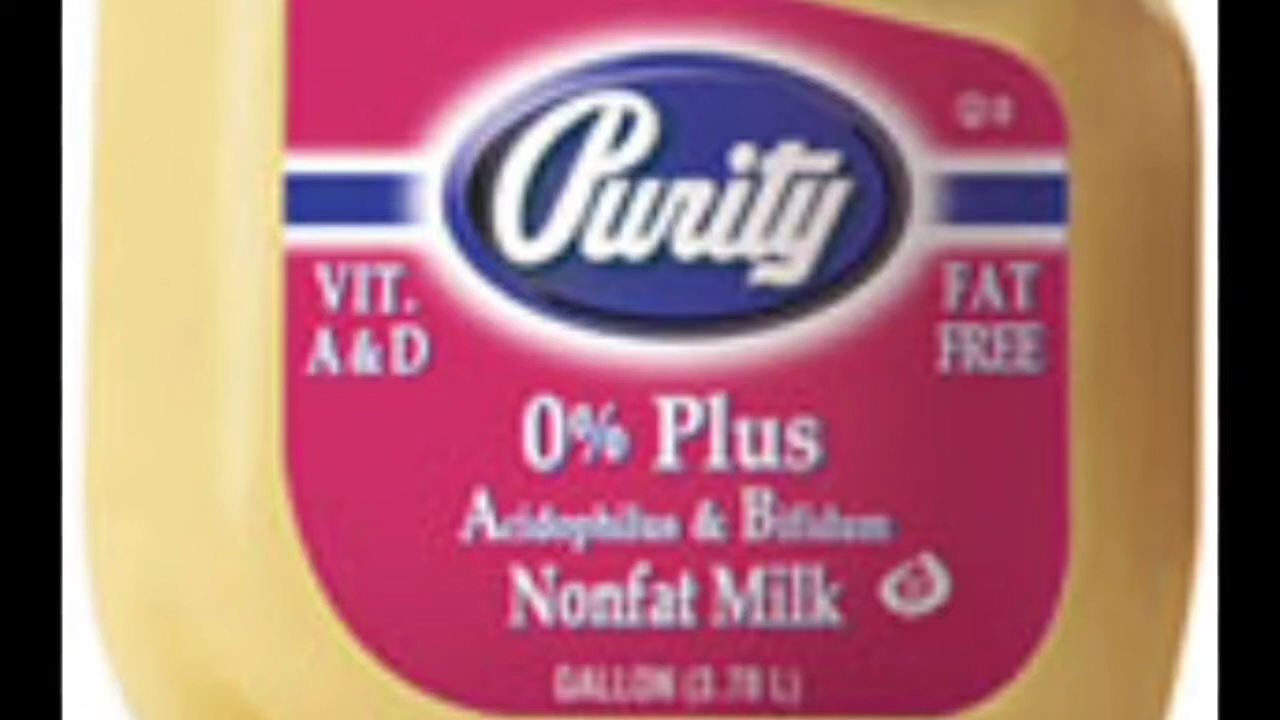 Purity
VIT.
A & D
FAT
FREE
0% Plus
Acidophilus & Bifidum
Nonfat Milk
GALLON (3.78 L)